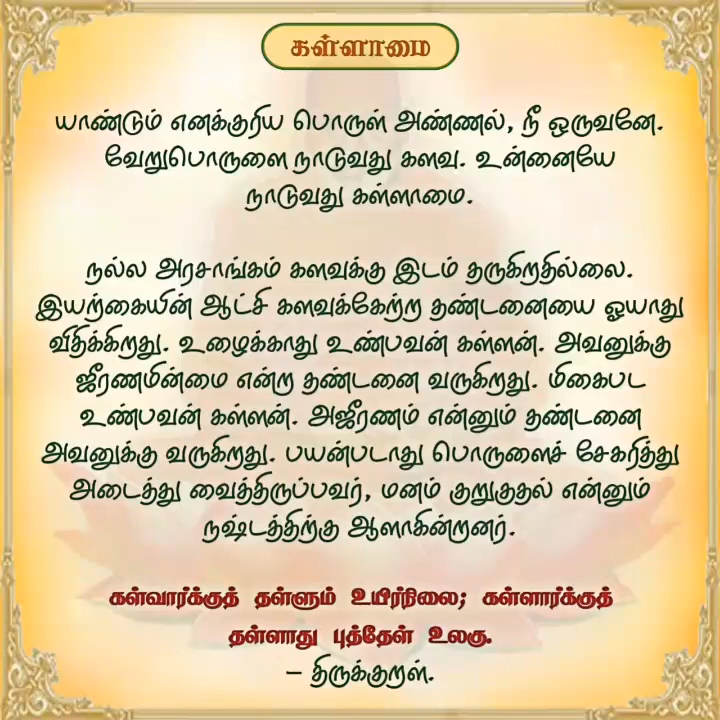 கள்ளாமை
யாண்டும் எனக்குரிய பொருள் அண்ணல், நீ ஒருவனே.
வேறுபொருளை நாடுவது களவு. உன்னையே
நாடுவது கள்ளாமை.
நல்ல அரசாங்கம் களவுக்கு இடம் தருகிறதில்லை.
இயற்கையின் ஆட்சி களவுக்கேற்ற தண்டனையை ஓயாது
விதிக்கிறது. உழைக்காது உண்பவன் கள்ளன். அவனுக்கு
ஜீரணமின்மை என்ற தண்டனை வருகிறது. மிகைபட
உண்பவன் கள்ளன். அஜீரணம் என்னும் தண்டனை
அவனுக்கு வருகிறது. பயன்படாது பொருளைச் சேகரித்து
அடைத்து வைத்திருப்பவர், மனம் குறுகுதல் என்னும்
நஷ்டத்திற்கு ஆளாகின்றனர்.
கள்வார்க்குத் தள்ளும் உயிர்நிலை; கள்ளார்க்குத்
தள்ளாது புத்தேள் உலகு.
– திருக்குறள்.